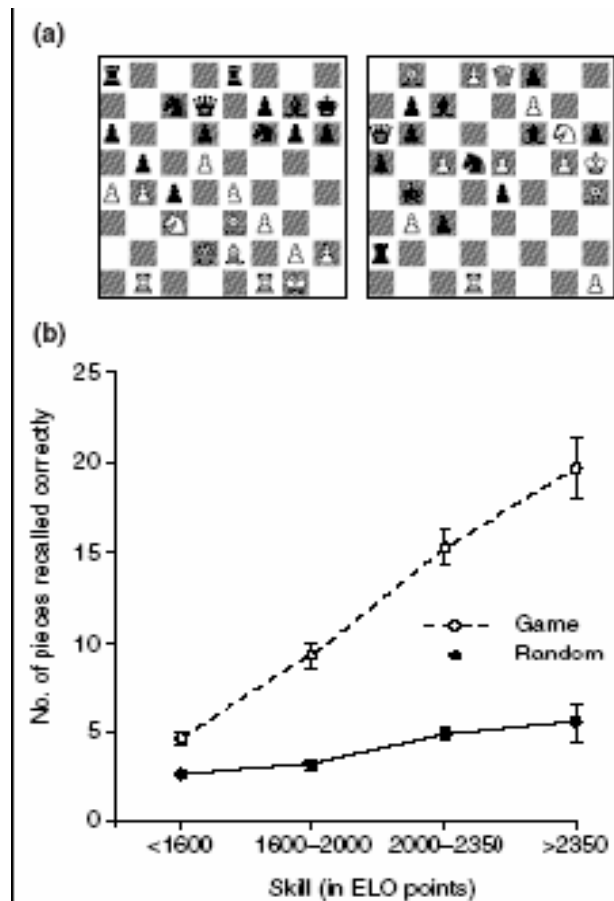 (a)
(b)
No. of pieces recalled correctly
25
20
15
10
5
0
Game
Random
<1600
1600–2000
2000–2350
>2350
Skill (in ELO points)